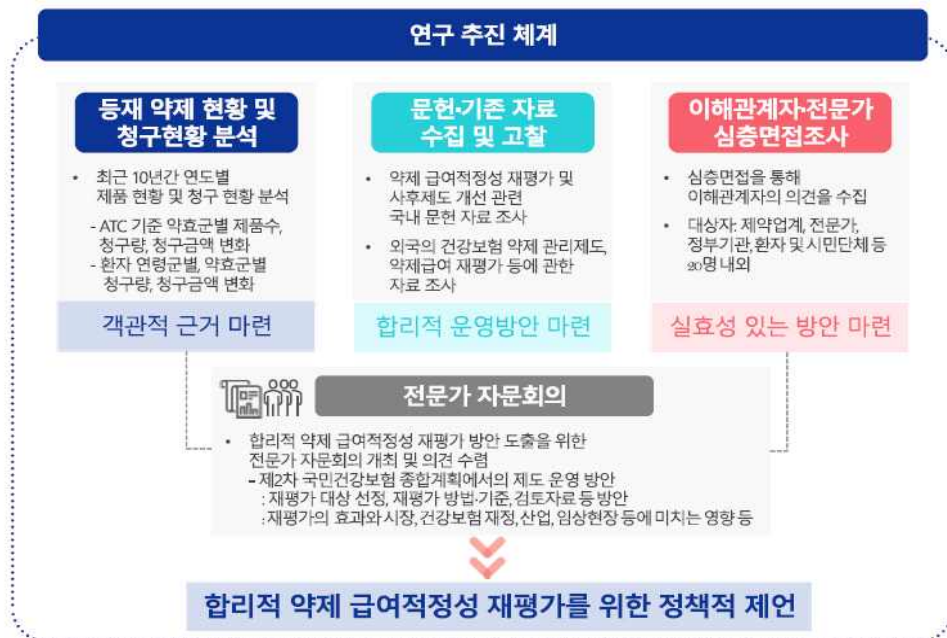 연구 추진 체계
등재 약제 현황 및
청구현황 분석
• 최근 10년간 연도별
제품 현황 및 청구 현황 분석
- ATC 기준 약효군별 제품수,
청구량, 청구금액 변화
- 환자 연령군별, 약효군별
청구량, 청구금액 변화
객관적 근거 마련
문헌·기존 자료
수집 및 고찰
• 약제 급여적정성 재평가 및
사후제도 개선 관련
국내 문헌 자료 조사
• 외국의 건강보험 약제 관리제도,
약제급여 재평가 등에 관한
자료 조사
합리적 운영방안 마련
이해관계자·전문가
심층면접조사
• 심층면접을 통해
이해관계자의 의견을 수집
• 대상자: 제약업계, 전문가,
정부기관,환자 및 시민단체 등
20명 내외
실효성 있는 방안 마련
전문가 자문회의
• 합리적 약제 급여적정성 재평가 방안 도출을 위한
전문가 자문회의 개최 및 의견 수렴
- 제2차 국민건강보험 종합계획에서의 제도 운영 방안
: 재평가 대상 선정, 재평가 방법·기준, 검토자료 등 방안
: 재평가의 효과와 시장, 건강보험 재정, 산업, 임상현장 등에 미치는 영향 등
합리적 약제 급여적정성 재평가를 위한 정책적 제언